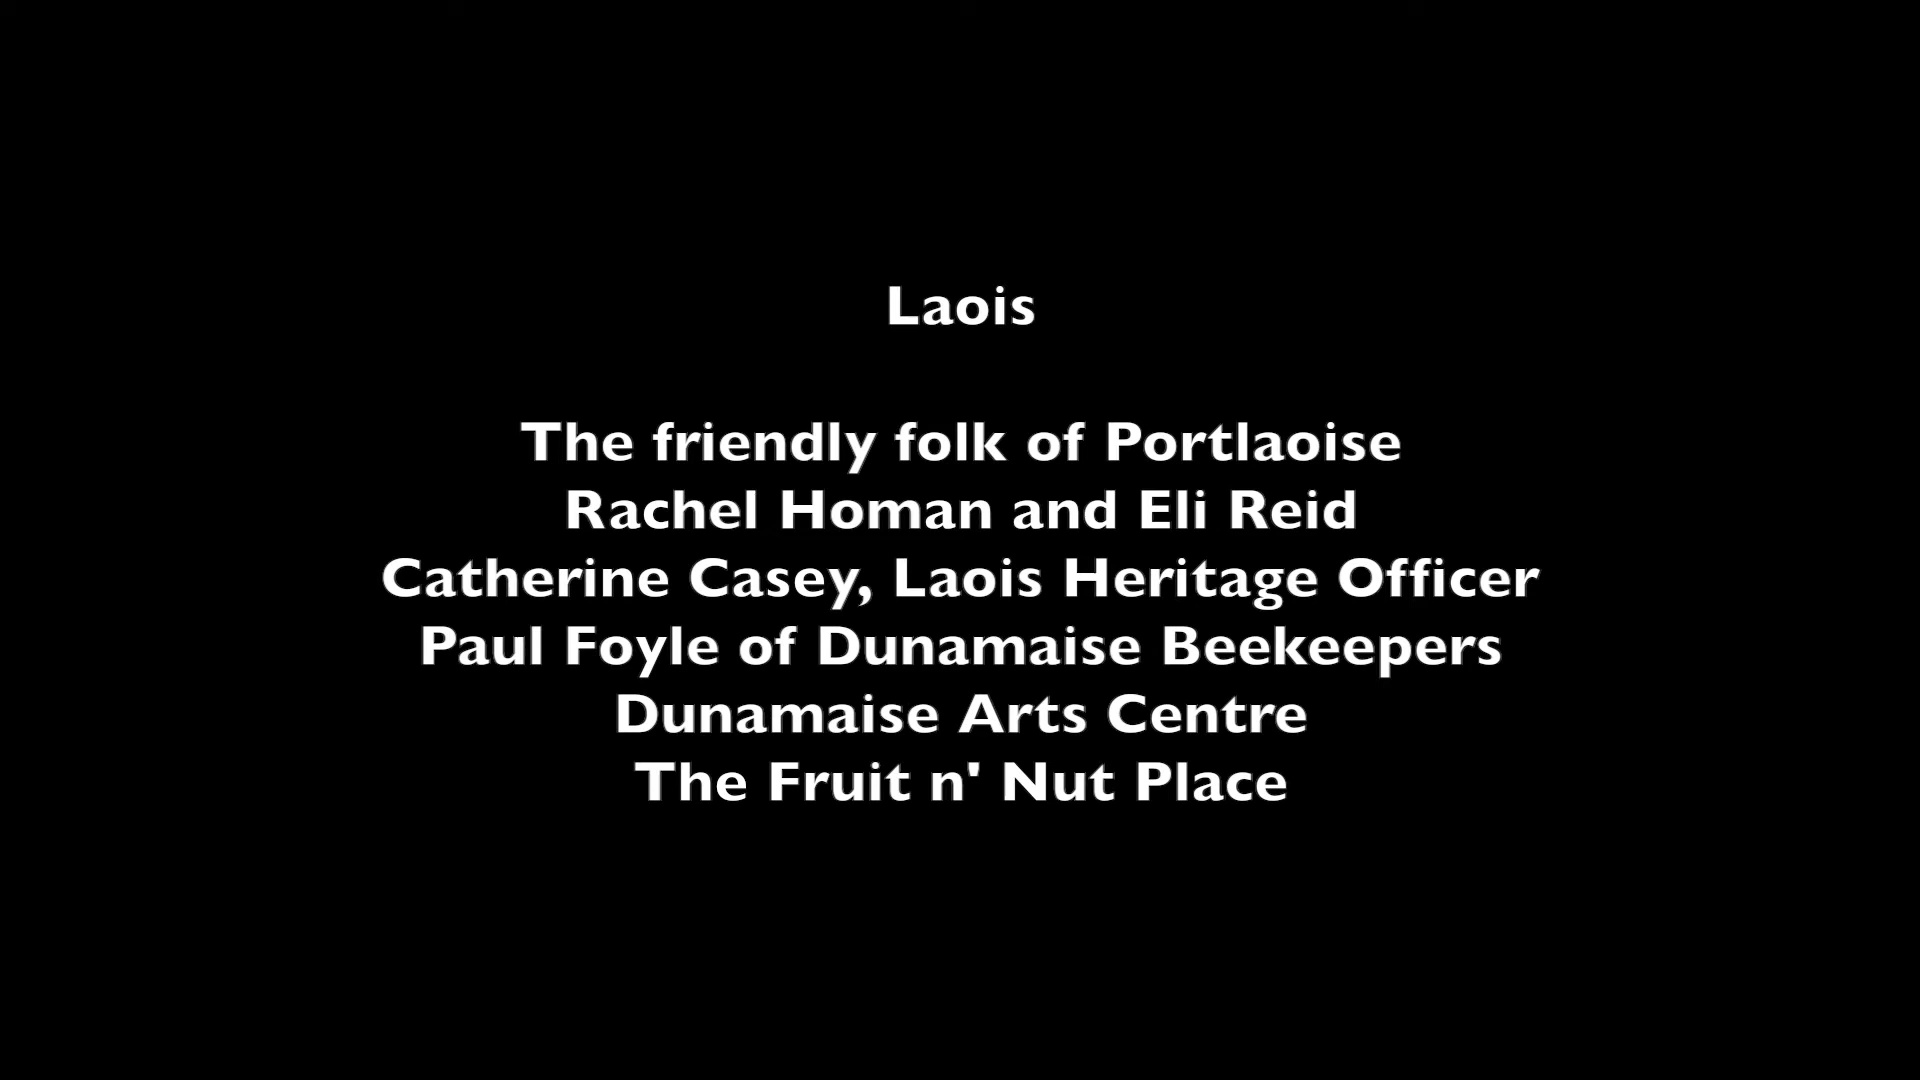 Laois
The friendly folk of Portlaoise
Rachel Homan and Eli Reid
Catherine Casey, Laois Heritage Officer
Paul Foyle of Dunamaise Beekeepers
Dunamaise Arts Centre
The Fruit n' Nut Place